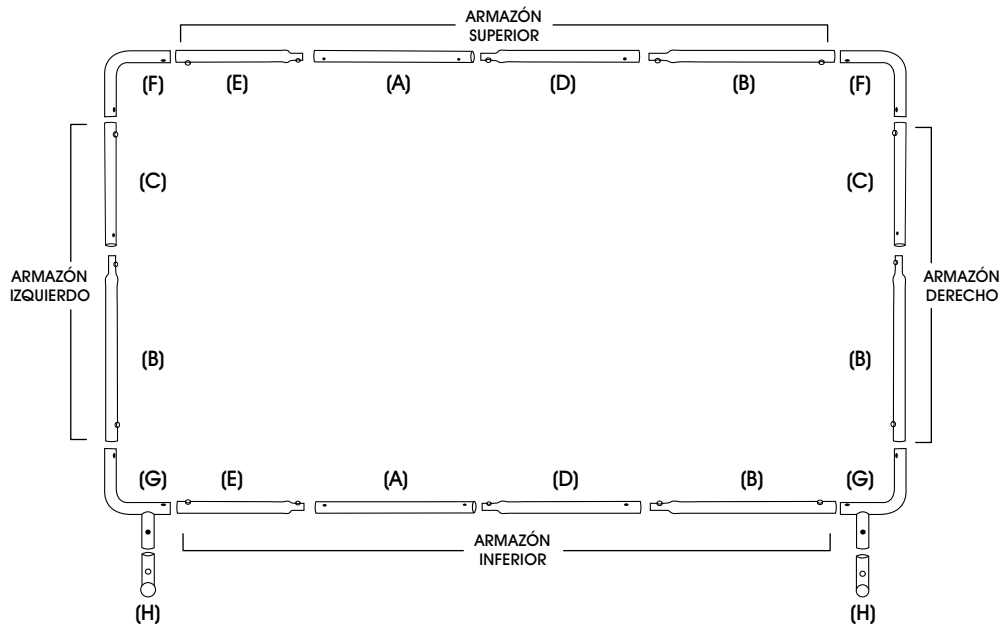 ARMAZÓN
SUPERIOR
(F) (E) (A) (D) (B) (F)
(C) (C)
ARMAZÓN
IZQUIERDO
ARMAZÓN
DERECHO
(B) (B)
(G) (E) (A) (D) (B) (G)
ARMAZÓN
INFERIOR
(H) (H)